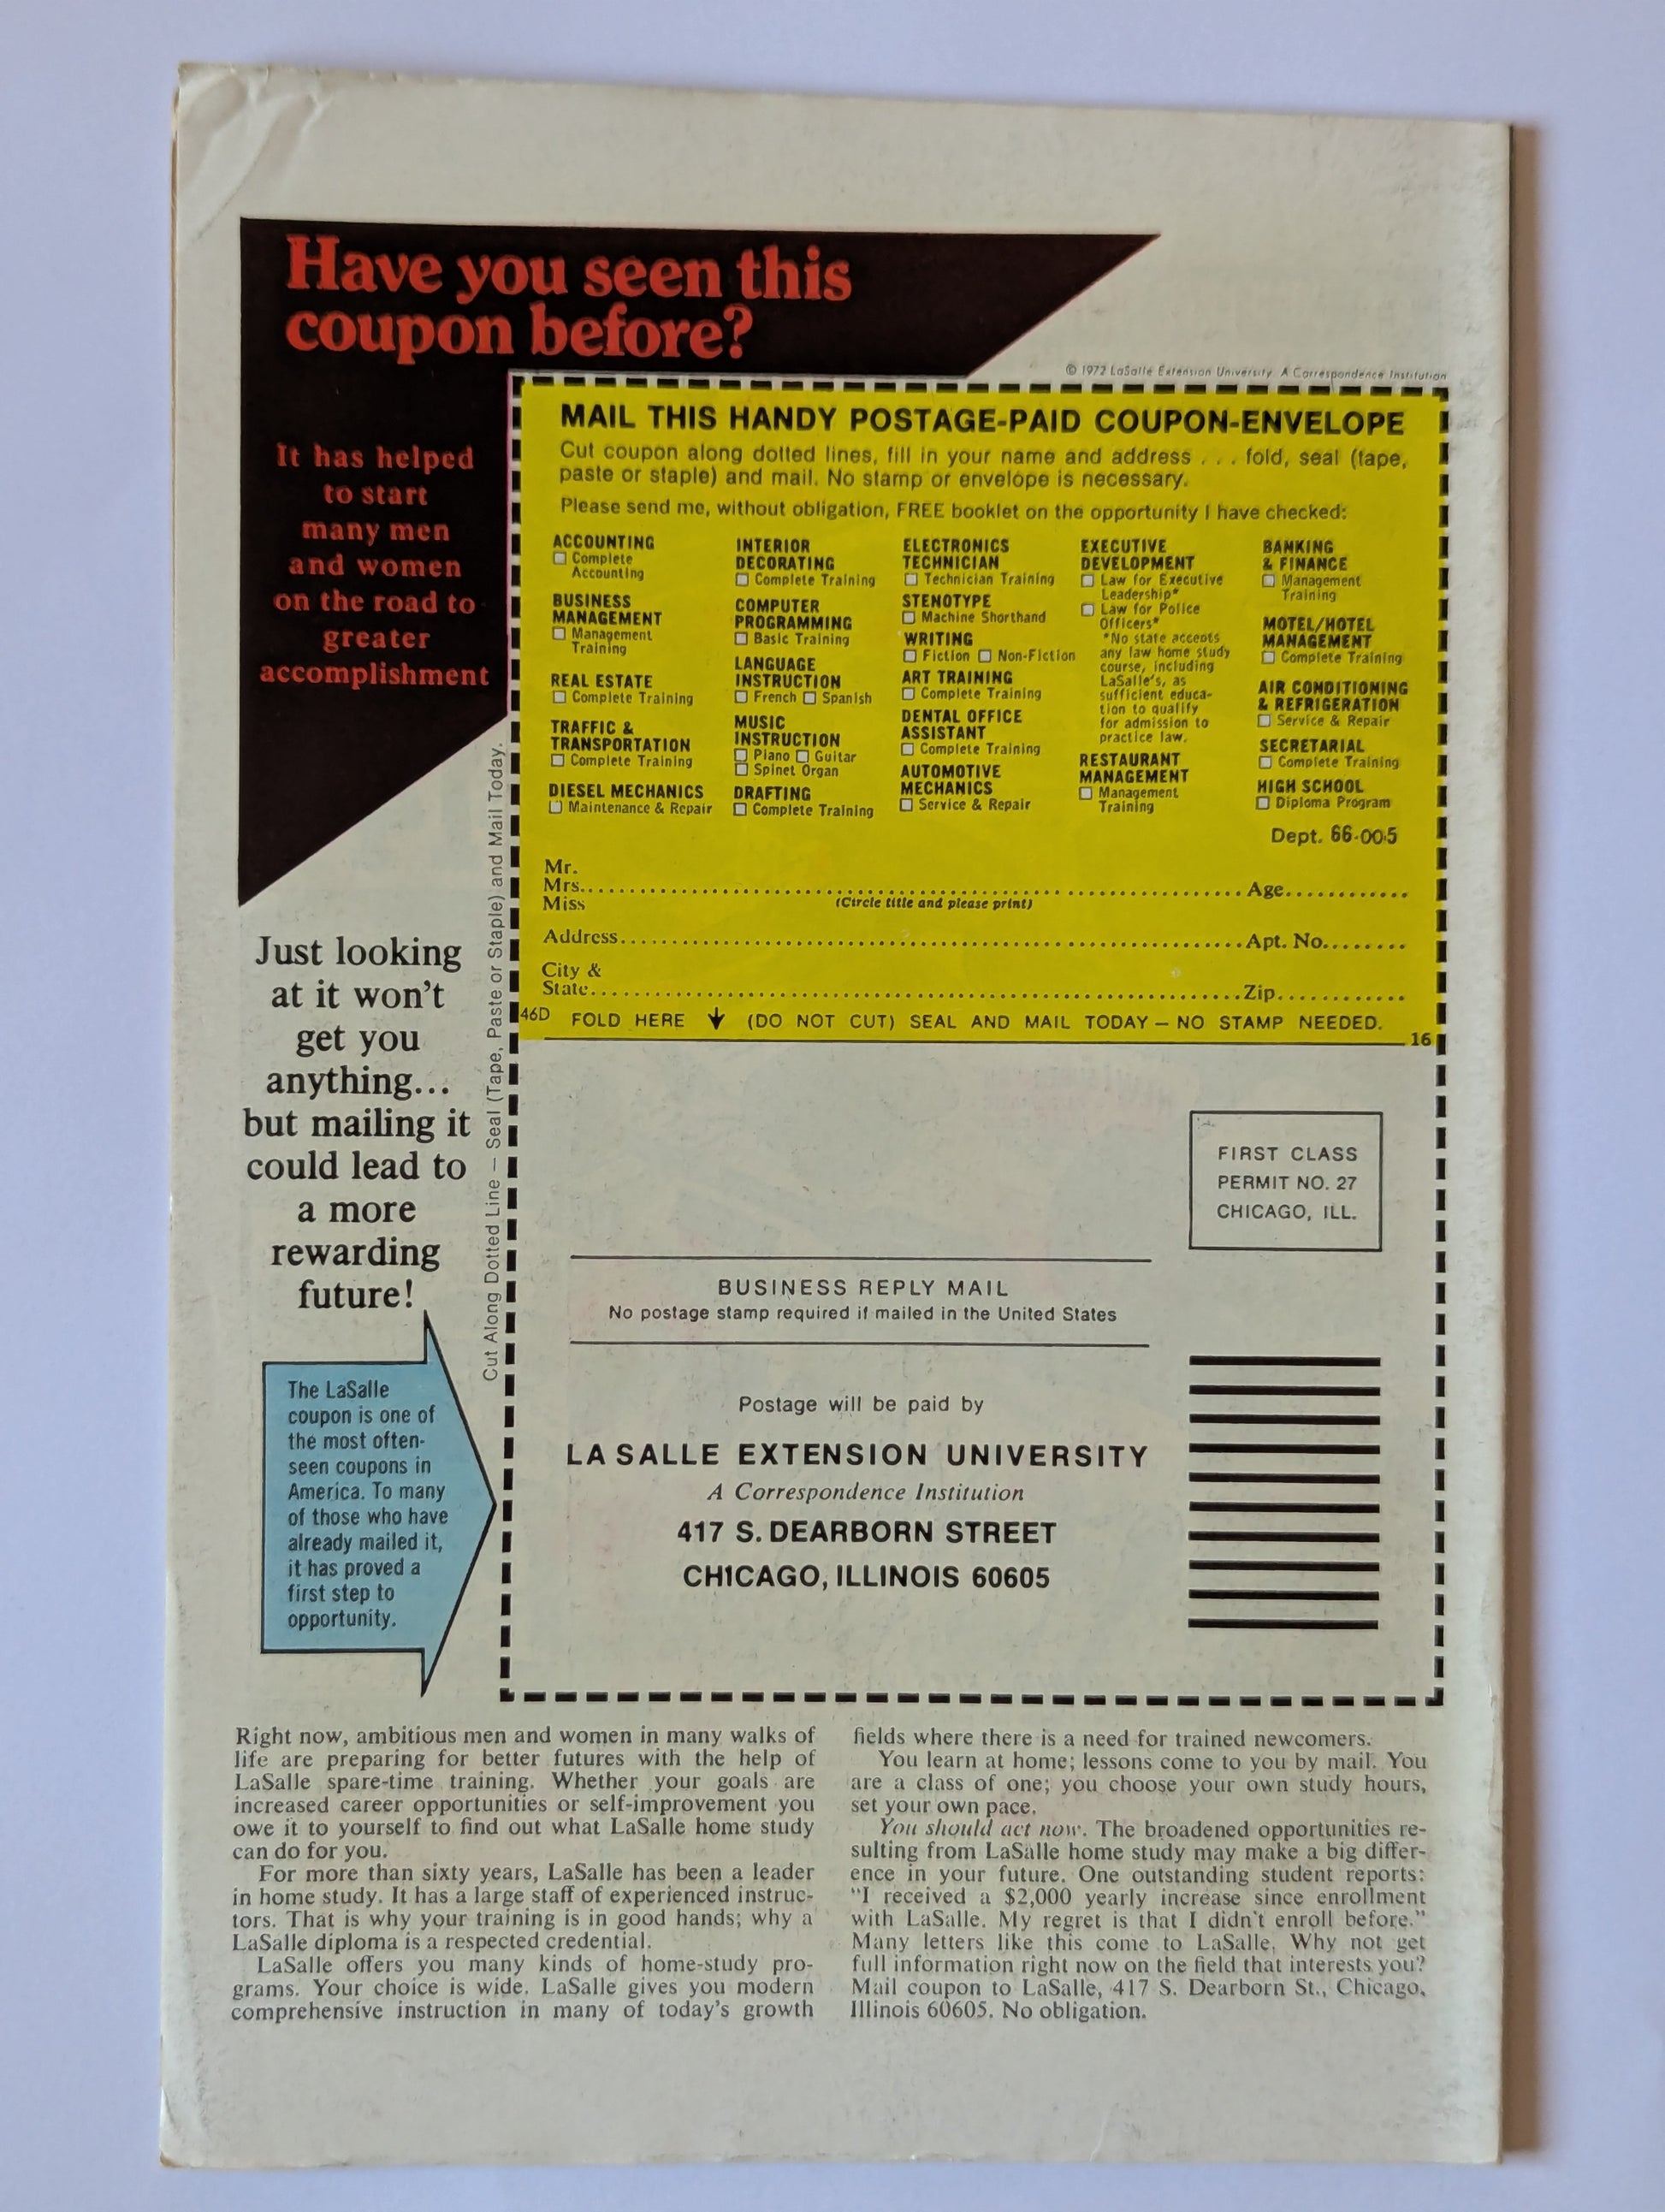 Have you seen this
coupon before?
It has helped
to start
many men
and women
on the road to
greater
accomplishment
© 1972 LaSalle Extension University A Correspondence Institution
MAIL THIS HANDY POSTAGE-PAID COUPON-ENVELOPE
Cut coupon along dotted lines, fill in your name and address . . . fold, seal (tape,
paste or staple) and mail. No stamp or envelope is necessary.
Please send me, without obligation, FREE booklet on the opportunity I have checked:
ACCOUNTING
☐ Complete
Accounting
BUSINESS
MANAGEMENT
☐ Management
Training
REAL ESTATE
☐ Complete Training
TRAFFIC &
TRANSPORTATION
☐ Complete Training
DIESEL MECHANICS
☐ Maintenance & Repair
INTERIOR
DECORATING
☐ Complete Training
COMPUTER
PROGRAMMING
☐ Basic Training
LANGUAGE
INSTRUCTION
☐ French ☐ Spanish
MUSIC
INSTRUCTION
☐ Piano ☐ Guitar
☐ Spinet Organ
DRAFTING
☐ Complete Training
ELECTRONICS
TECHNICIAN
☐ Technician Training
STENOTYPE
☐ Machine Shorthand
WRITING
☐ Fiction ☐ Non-Fiction
ART TRAINING
☐ Complete Training
DENTAL OFFICE
ASSISTANT
☐ Complete Training
AUTOMOTIVE
MECHANICS
☐ Service & Repair
EXECUTIVE
DEVELOPMENT
☐ Law for Executive
Leadership*
☐ Law for Police
Officers*
*No state accepts
any law home study
course, including
LaSalle's, as
sufficient educa-
tion to qualify
for admission to
practice law.
RESTAURANT
MANAGEMENT
☐ Management
Training
BANKING
& FINANCE
☐ Management
Training
MOTEL/HOTEL
MANAGEMENT
☐ Complete Training
AIR CONDITIONING
& REFRIGERATION
☐ Service & Repair
SECRETARIAL
☐ Complete Training
HIGH SCHOOL
☐ Diploma Program
Dept. 66-005
Mr.
Mrs. Age
Miss (Circle title and please print)
Address Apt. No.
City &
State Zip
46D FOLD HERE ↓ (DO NOT CUT) SEAL AND MAIL TODAY — NO STAMP NEEDED.
16
Cut Along Dotted Line — Seal (Tape, Paste or Staple) and Mail Today.
Just looking
at it won't
get you
anything...
but mailing it
could lead to
a more
rewarding
future!
The LaSalle
coupon is one of
the most often-
seen coupons in
America. To many
of those who have
already mailed it,
it has proved a
first step to
opportunity.
FIRST CLASS
PERMIT NO. 27
CHICAGO, ILL.
BUSINESS REPLY MAIL
No postage stamp required if mailed in the United States
Postage will be paid by
LA SALLE EXTENSION UNIVERSITY
A Correspondence Institution
417 S. DEARBORN STREET
CHICAGO, ILLINOIS 60605
Right now, ambitious men and women in many walks of
life are preparing for better futures with the help of
LaSalle spare-time training. Whether your goals are
increased career opportunities or self-improvement you
owe it to yourself to find out what LaSalle home study
can do for you.
For more than sixty years, LaSalle has been a leader
in home study. It has a large staff of experienced instruc-
tors. That is why your training is in good hands; why a
LaSalle diploma is a respected credential.
LaSalle offers you many kinds of home-study pro-
grams. Your choice is wide. LaSalle gives you modern
comprehensive instruction in many of today's growth
fields where there is a need for trained newcomers.
You learn at home; lessons come to you by mail. You
are a class of one; you choose your own study hours,
set your own pace.
You should act now. The broadened opportunities re-
sulting from LaSalle home study may make a big differ-
ence in your future. One outstanding student reports:
"I received a $2,000 yearly increase since enrollment
with LaSalle. My regret is that I didn't enroll before."
Many letters like this come to LaSalle. Why not get
full information right now on the field that interests you?
Mail coupon to LaSalle, 417 S. Dearborn St., Chicago,
Illinois 60605. No obligation.